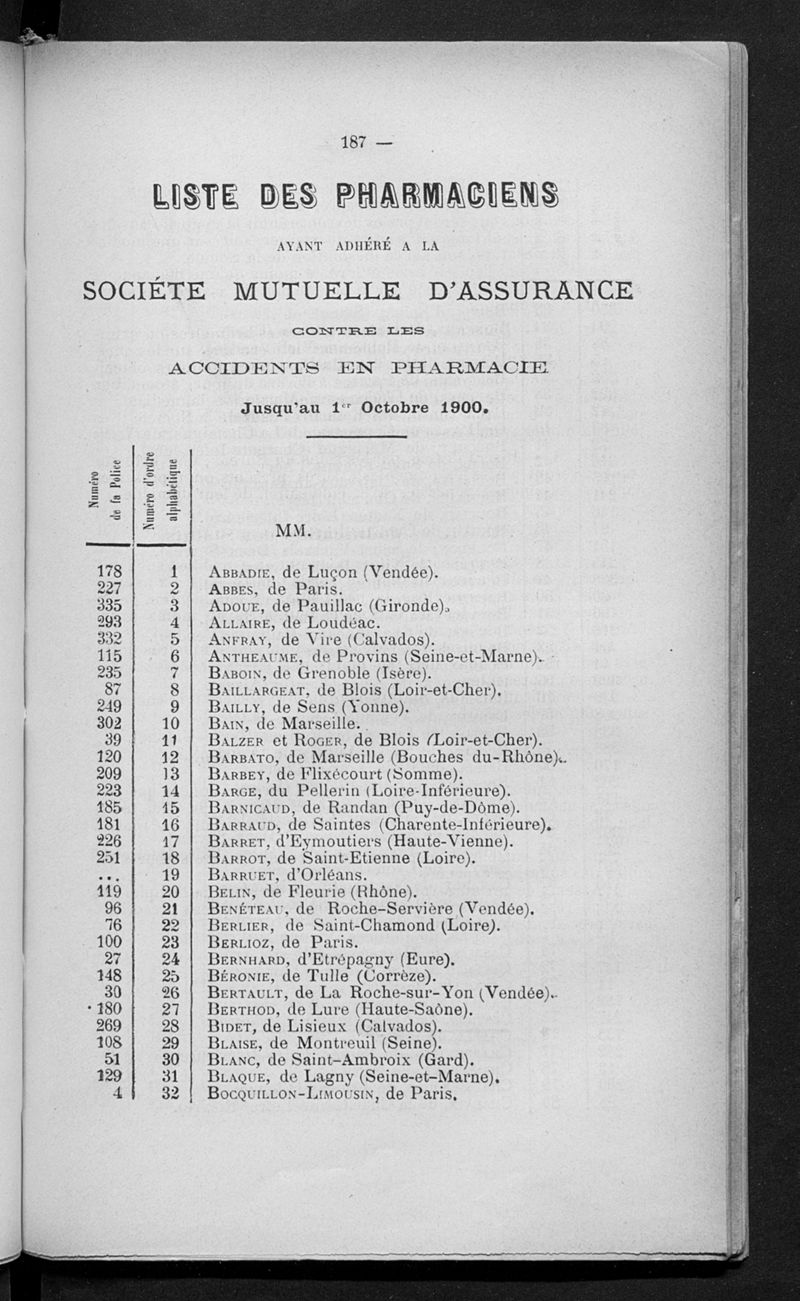 187 —
LISTE DES PHARMACIENS
AYANT ADHÉRÉ A LA
SOCIÉTE MUTUELLE D'ASSURANCE
CONTRE LES
ACCIDENTS EN PHARMACIE
Jusqu'au 1er Octobre 1900.
Numéro de la Police
Numéro d'ordre alphabétique
MM.
178 1 ABBADIE, de Luçon (Vendée).
227 2 ABBES, de Paris.
335 3 ADOUE, de Pauillac (Gironde).
293 4 ALLAIRE, de Loudéac.
332 5 ANFRAY, de Vire (Calvados).
115 6 ANTHEAUME, de Provins (Seine-et-Marne).
235 7 BABOIN, de Grenoble (Isère).
87 8 BAILLARGEAT, de Blois (Loir-et-Cher).
249 9 BAILLY, de Sens (Yonne).
302 10 BAIN, de Marseille.
39 11 BALZER et ROGER, de Blois (Loir-et-Cher).
120 12 BARBATO, de Marseille (Bouches du-Rhône).
209 13 BARBEY, de Flixécourt (Somme).
223 14 BARGE, du Pellerin (Loire-Inférieure).
185 15 BARNICAUD, de Randan (Puy-de-Dôme).
181 16 BARRAUD, de Saintes (Charente-Inférieure).
226 17 BARRET, d'Eymoutiers (Haute-Vienne).
251 18 BARROT, de Saint-Etienne (Loire).
... 19 BARRUET, d'Orléans.
119 20 BELIN, de Fleurie (Rhône).
96 21 BENÉTEAU, de Roche-Servière (Vendée).
76 22 BERLIER, de Saint-Chamond (Loire).
100 23 BERLIOZ, de Paris.
27 24 BERNHARD, d'Etrépagny (Eure).
148 25 BÉRONIE, de Tulle (Corrèze).
30 26 BERTAULT, de La Roche-sur-Yon (Vendée).
180 27 BERTHOD, de Lure (Haute-Saône).
269 28 BIDET, de Lisieux (Calvados).
108 29 BLAISE, de Montreuil (Seine).
51 30 BLANC, de Saint-Ambroix (Gard).
129 31 BLAQUE, de Lagny (Seine-et-Marne).
4 32 BOCQUILLON-LIMOUSIN, de Paris.